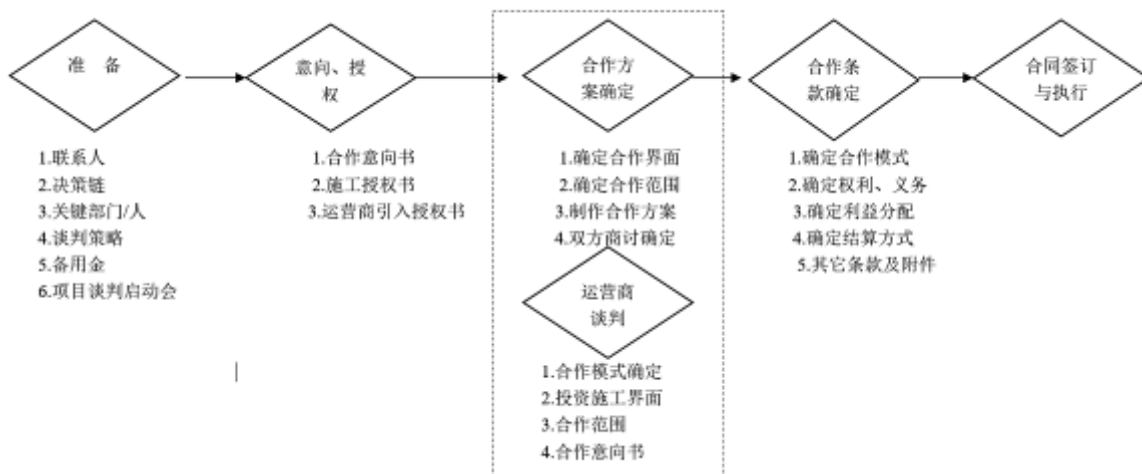 准 备
1.联系人
2.决策链
3.关键部门/人
4.谈判策略
5.备用金
6.项目谈判启动会
意向、授
权
1.合作意向书
2.施工授权书
3.运营商引入授权书
合作方
案确定
1.确定合作界面
2.确定合作范围
3.制作合作方案
4.双方商讨确定
运营商
谈判
1.合作模式确定
2.投资施工界面
3.合作范围
4.合作意向书
合作条
款确定
1.确定合作模式
2.确定权利、义务
3.确定利益分配
4.确定结算方式
5.其它条款及附件
合同签订
与执行